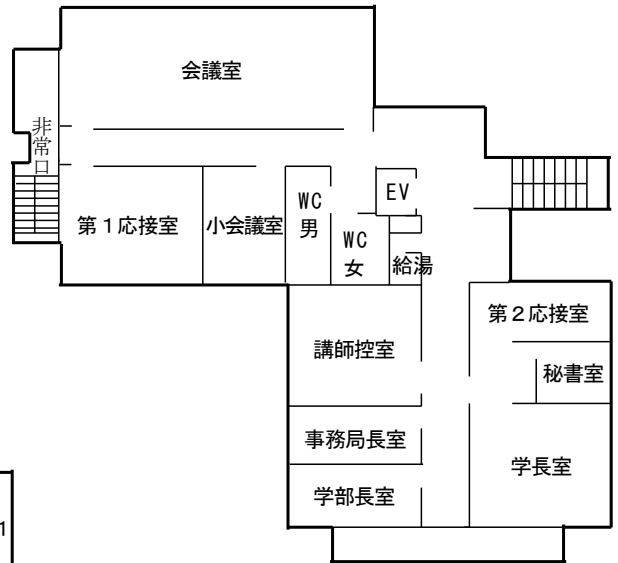 会議室
非常口
第１応接室
小会議室
WC
男
WC
女
EV
給湯
第２応接室
講師控室
秘書室
事務局長室
学長室
学部長室
1